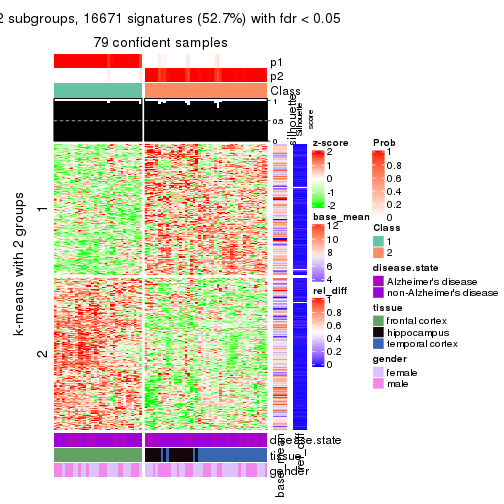 2 subgroups, 16671 signatures (52.7%) with fdr < 0.05
79 confident samples
p1
p2
Class
silhouette
Silhouette
score
1
0.5
0
k-means with 2 groups
1
2
disease.state
tissue
gender
base_mean
rel_diff
z-score
2
1
0
-1
-2
base_mean
12
10
8
6
4
rel_diff
1
0.8
0.6
0.4
0.2
0
Prob
1
0.8
0.6
0.4
0.2
0
Class
1
2
disease.state
Alzheimer's disease
non-Alzheimer's disease
tissue
frontal cortex
hippocampus
temporal cortex
gender
female
male